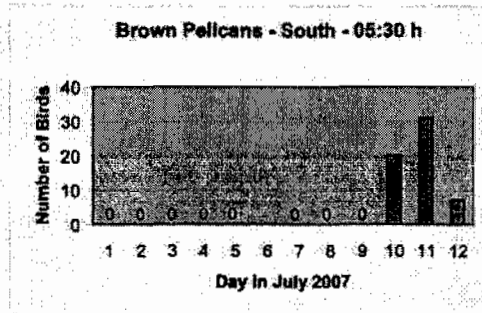 Brown Pelicans - South - 05:30 h
Number of Birds
40
30
20
10
0
0 0 0 0 0 0 0 0
1 2 3 4 5 6 7 8 9 10 11 12
Day in July 2007